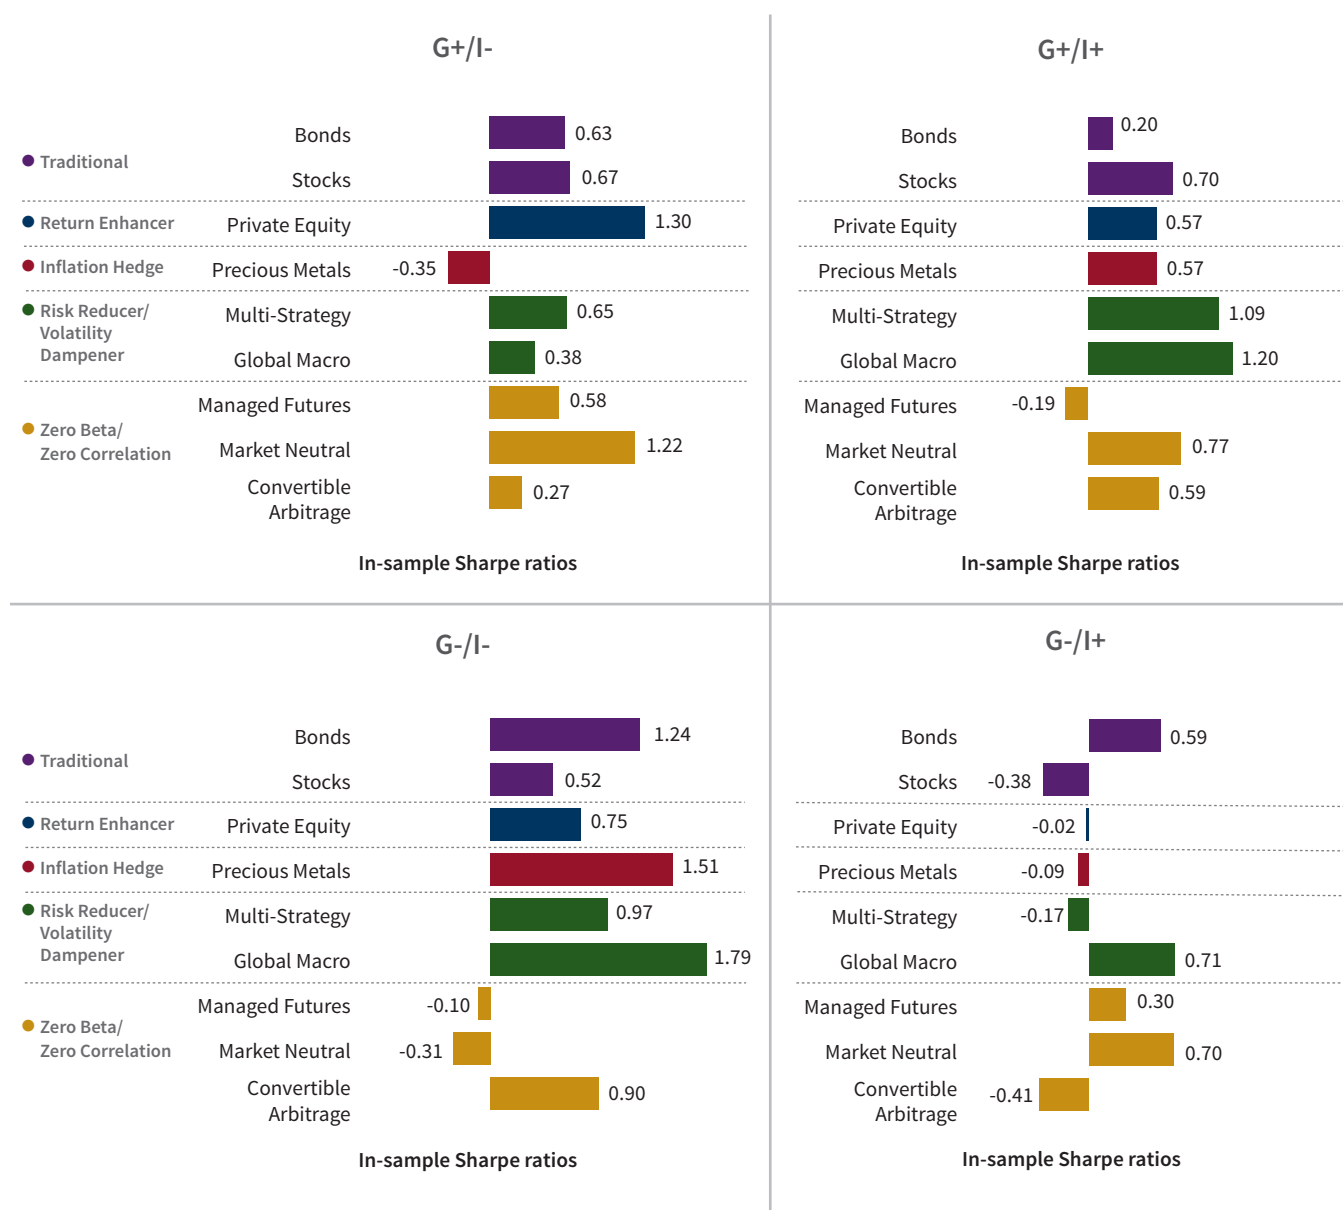 G+/I-
Traditional
Bonds 0.63
Stocks 0.67
Return Enhancer
Private Equity 1.30
Inflation Hedge
Precious Metals -0.35
Risk Reducer/
Volatility
Dampener
Multi-Strategy 0.65
Global Macro 0.38
Zero Beta/
Zero Correlation
Managed Futures 0.58
Market Neutral 1.22
Convertible
Arbitrage 0.27
In-sample Sharpe ratios
G+/I+
Bonds 0.20
Stocks 0.70
Private Equity 0.57
Precious Metals 0.57
Multi-Strategy 1.09
Global Macro 1.20
Managed Futures -0.19
Market Neutral 0.77
Convertible
Arbitrage 0.59
In-sample Sharpe ratios
G-/I-
Traditional
Bonds 1.24
Stocks 0.52
Return Enhancer
Private Equity 0.75
Inflation Hedge
Precious Metals 1.51
Risk Reducer/
Volatility
Dampener
Multi-Strategy 0.97
Global Macro 1.79
Zero Beta/
Zero Correlation
Managed Futures -0.10
Market Neutral -0.31
Convertible
Arbitrage 0.90
In-sample Sharpe ratios
G-/I+
Bonds 0.59
Stocks -0.38
Private Equity -0.02
Precious Metals -0.09
Multi-Strategy -0.17
Global Macro 0.71
Managed Futures 0.30
Market Neutral 0.70
Convertible
Arbitrage -0.41
In-sample Sharpe ratios